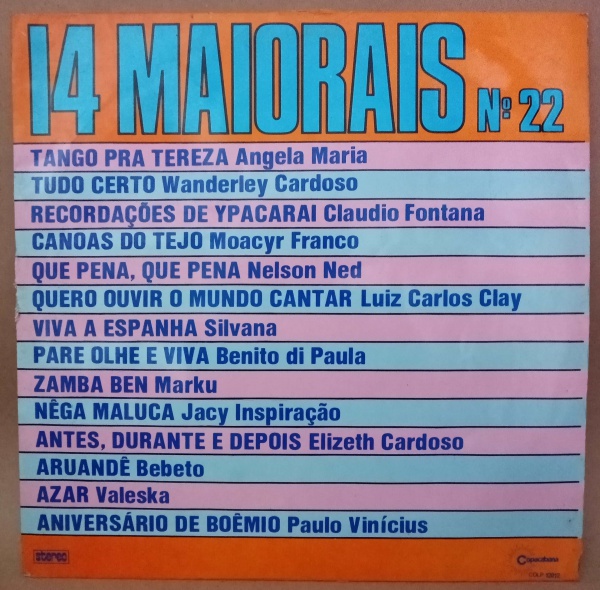 14 MAIORAIS Nº 22
TANGO PRA TEREZA Angela Maria
TUDO CERTO Wanderley Cardoso
RECORDAÇÕES DE YPACARAI Claudio Fontana
CANOAS DO TEJO Moacyr Franco
QUE PENA, QUE PENA Nelson Ned
QUERO OUVIR O MUNDO CANTAR Luiz Carlos Clay
VIVA A ESPANHA Silvana
PARE OLHE E VIVA Benito di Paula
ZAMBA BEN Marku
NÊGA MALUCA Jacy Inspiração
ANTES, DURANTE E DEPOIS Elizeth Cardoso
ARUANDÊ Bebeto
AZAR Valeska
ANIVERSÁRIO DE BOÊMIO Paulo Vinícius
stereo
Copacabana